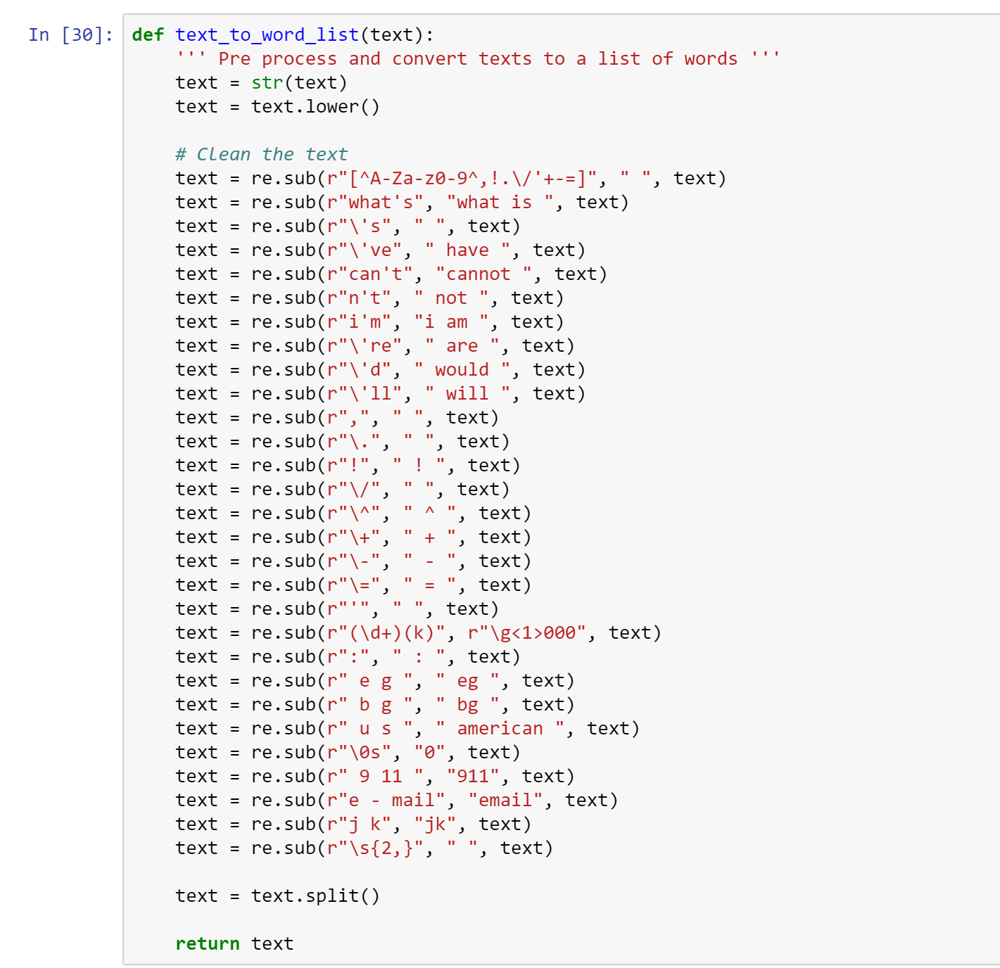 In [30]: def text_to_word_list(text):
    ''' Pre process and convert texts to a list of words '''
    text = str(text)
    text = text.lower()

    # Clean the text
    text = re.sub(r"[^A-Za-z0-9^,!.\/'+-=]", " ", text)
    text = re.sub(r"what's", "what is ", text)
    text = re.sub(r"\'s", " ", text)
    text = re.sub(r"\'ve", " have ", text)
    text = re.sub(r"can't", "cannot ", text)
    text = re.sub(r"n't", " not ", text)
    text = re.sub(r"i'm", "i am ", text)
    text = re.sub(r"\'re", " are ", text)
    text = re.sub(r"\'d", " would ", text)
    text = re.sub(r"\'ll", " will ", text)
    text = re.sub(r",", " ", text)
    text = re.sub(r"\.", " ", text)
    text = re.sub(r"!", " ! ", text)
    text = re.sub(r"\/", " ", text)
    text = re.sub(r"\^", " ^ ", text)
    text = re.sub(r"\+", " + ", text)
    text = re.sub(r"\-", " - ", text)
    text = re.sub(r"\=", " = ", text)
    text = re.sub(r"'", " ", text)
    text = re.sub(r"(\d+)(k)", r"\g<1>000", text)
    text = re.sub(r":", " : ", text)
    text = re.sub(r" e g ", " eg ", text)
    text = re.sub(r" b g ", " bg ", text)
    text = re.sub(r" u s ", " american ", text)
    text = re.sub(r"\0s", "0", text)
    text = re.sub(r" 9 11 ", "911", text)
    text = re.sub(r"e - mail", "email", text)
    text = re.sub(r"j k", "jk", text)
    text = re.sub(r"\s{2,}", " ", text)

    text = text.split()

    return text